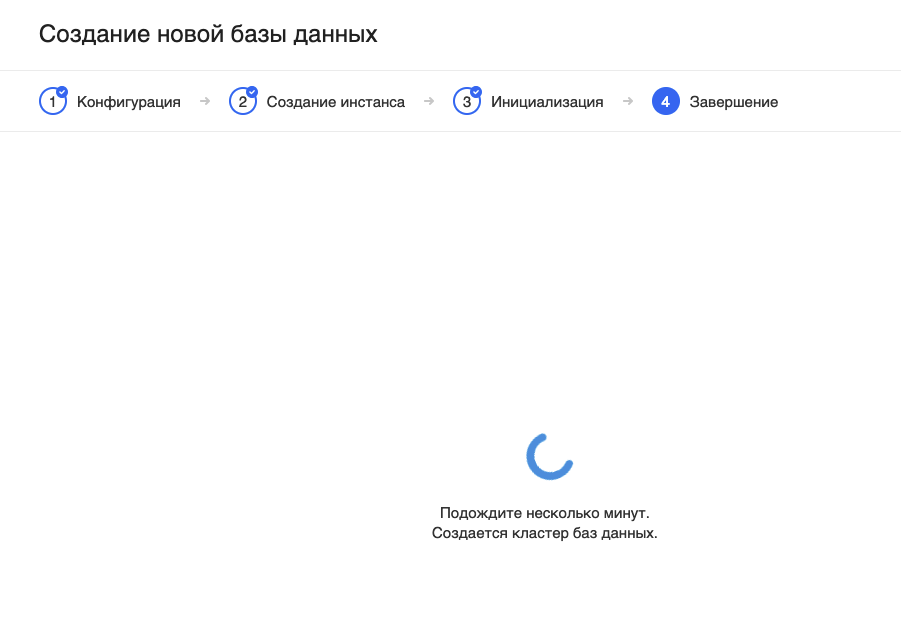 Создание новой базы данных
1 Конфигурация 2 Создание инстанса 3 Инициализация 4 Завершение
Подождите несколько минут.
Создается кластер баз данных.